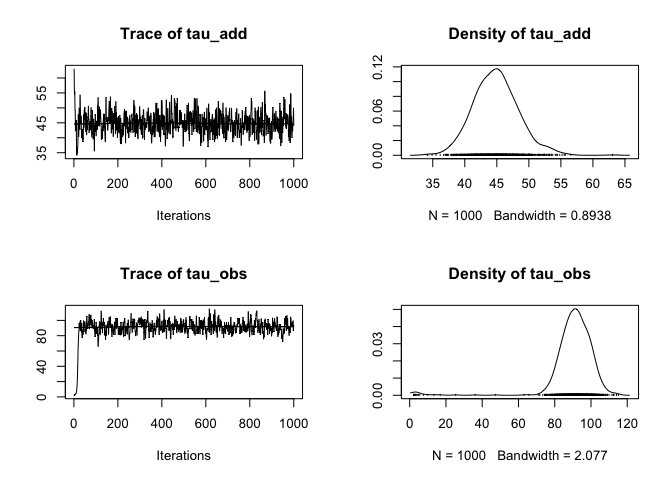 Trace of tau_add
55
45
35
0 200 400 600 800 1000
Iterations
Density of tau_add
0.12
0.06
0.00
35 40 45 50 55 60 65
N = 1000 Bandwidth = 0.8938
Trace of tau_obs
80
40
0
0 200 400 600 800 1000
Iterations
Density of tau_obs
0.03
0.00
0 20 40 60 80 100 120
N = 1000 Bandwidth = 2.077